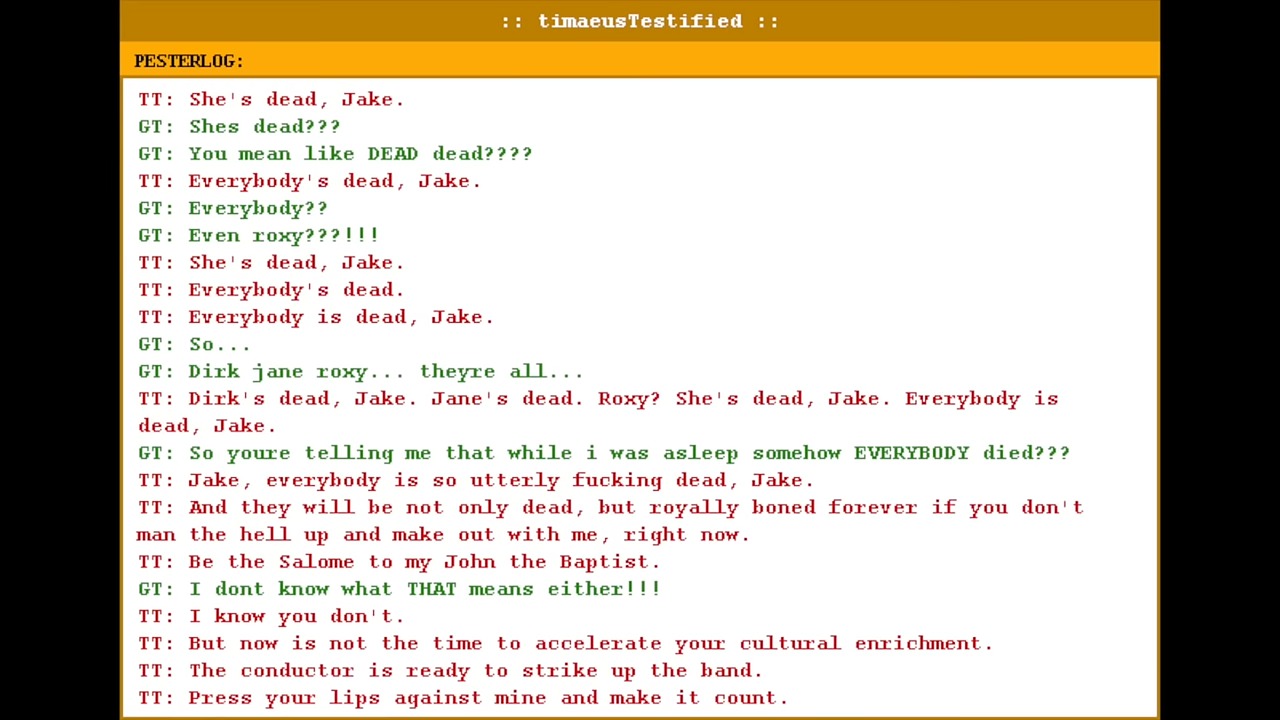 :: timaeusTestified ::
PESTERLOG:
TT: She's dead, Jake.
GT: Shes dead???
GT: You mean like DEAD dead????
TT: Everybody's dead, Jake.
GT: Everybody??
GT: Even roxy???!!!
TT: She's dead, Jake.
TT: Everybody's dead.
TT: Everybody is dead, Jake.
GT: So...
GT: Dirk jane roxy... theyre all...
TT: Dirk's dead, Jake. Jane's dead. Roxy? She's dead, Jake. Everybody is
dead, Jake.
GT: So youre telling me that while i was asleep somehow EVERYBODY died???
TT: Jake, everybody is so utterly fucking dead, Jake.
TT: And they will be not only dead, but royally boned forever if you don't
man the hell up and make out with me, right now.
TT: Be the Salome to my John the Baptist.
GT: I dont know what THAT means either!!!
TT: I know you don't.
TT: But now is not the time to accelerate your cultural enrichment.
TT: The conductor is ready to strike up the band.
TT: Press your lips against mine and make it count.